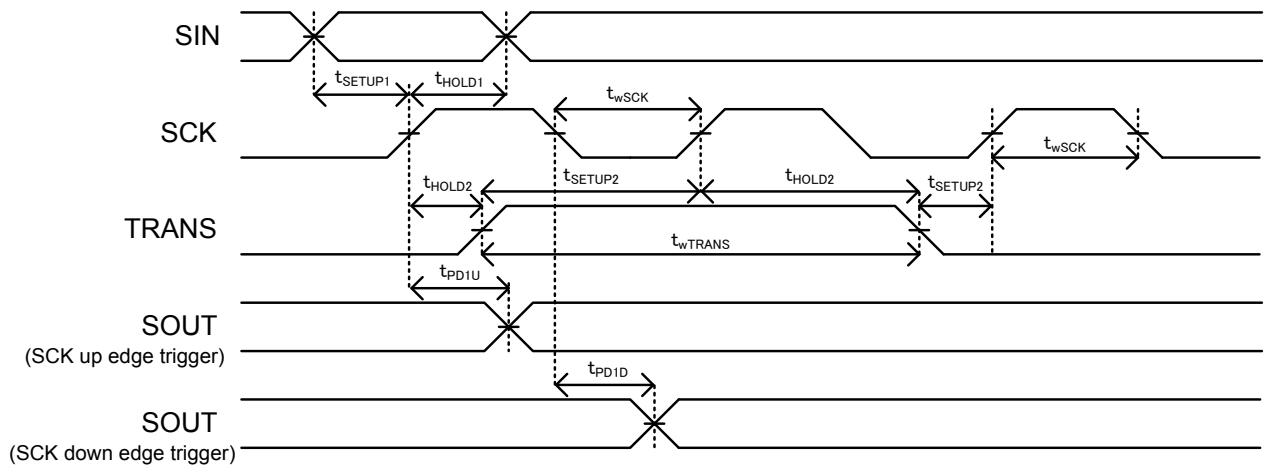 SIN
tSETUP1 tHOLD1
twSCK
SCK
twSCK
tHOLD2 tSETUP2 tHOLD2 tSETUP2
TRANS
twTRANS
tPD1U
SOUT
(SCK up edge trigger)
tPD1D
SOUT
(SCK down edge trigger)